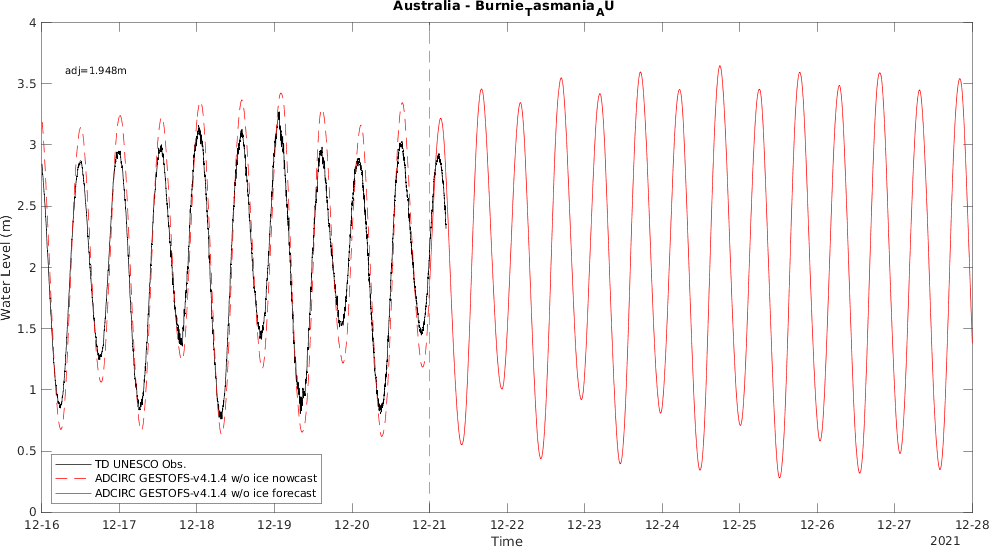 Australia - BurnieTasmaniaAU
4
3.5
3
2.5
2
1.5
1
0.5
0
Water Level (m)
adj=1.948m
TD UNESCO Obs.
ADCIRC GESTOFS-v4.1.4 w/o ice nowcast
ADCIRC GESTOFS-v4.1.4 w/o ice forecast
12-16 12-17 12-18 12-19 12-20 12-21 12-22 12-23 12-24 12-25 12-26 12-27 12-28
Time
2021